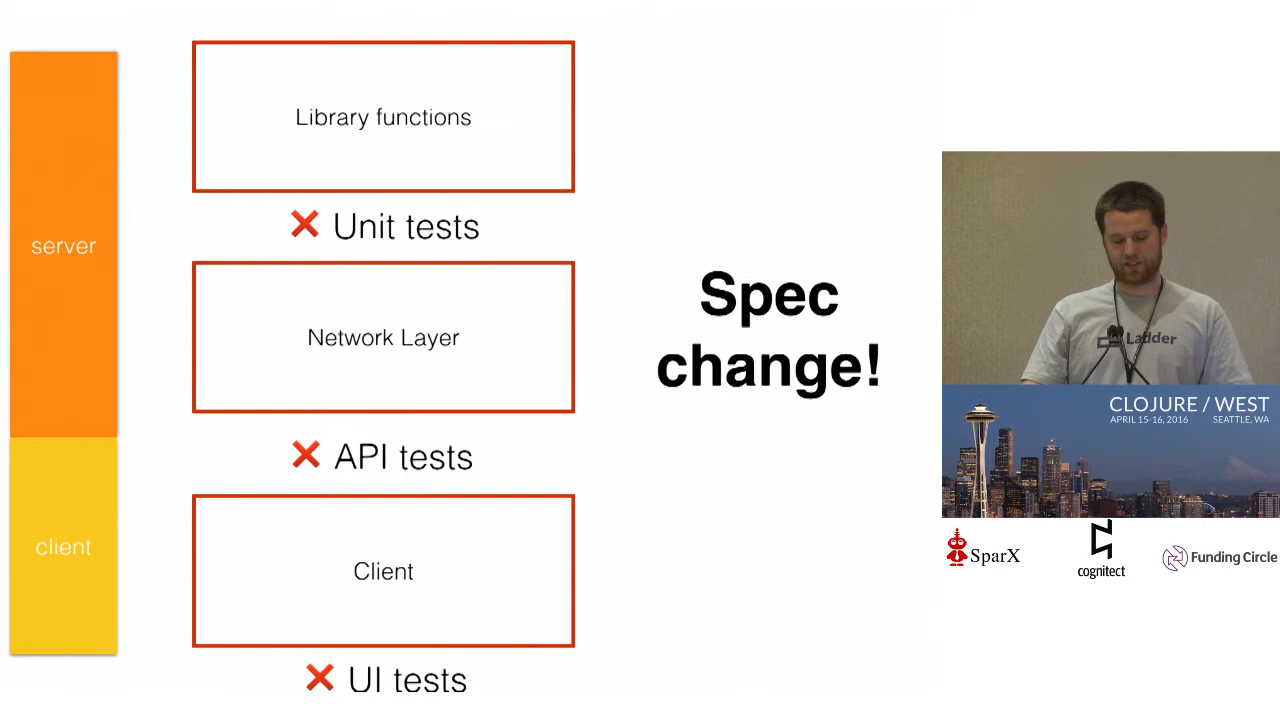 server
client
Library functions
❌ Unit tests
Network Layer
❌ API tests
Client
❌ UI tests
Spec
change!
Ladder
CLOJURE / WEST
APRIL 15-16, 2016 SEATTLE, WA
SparX
cognitect
Funding Circle